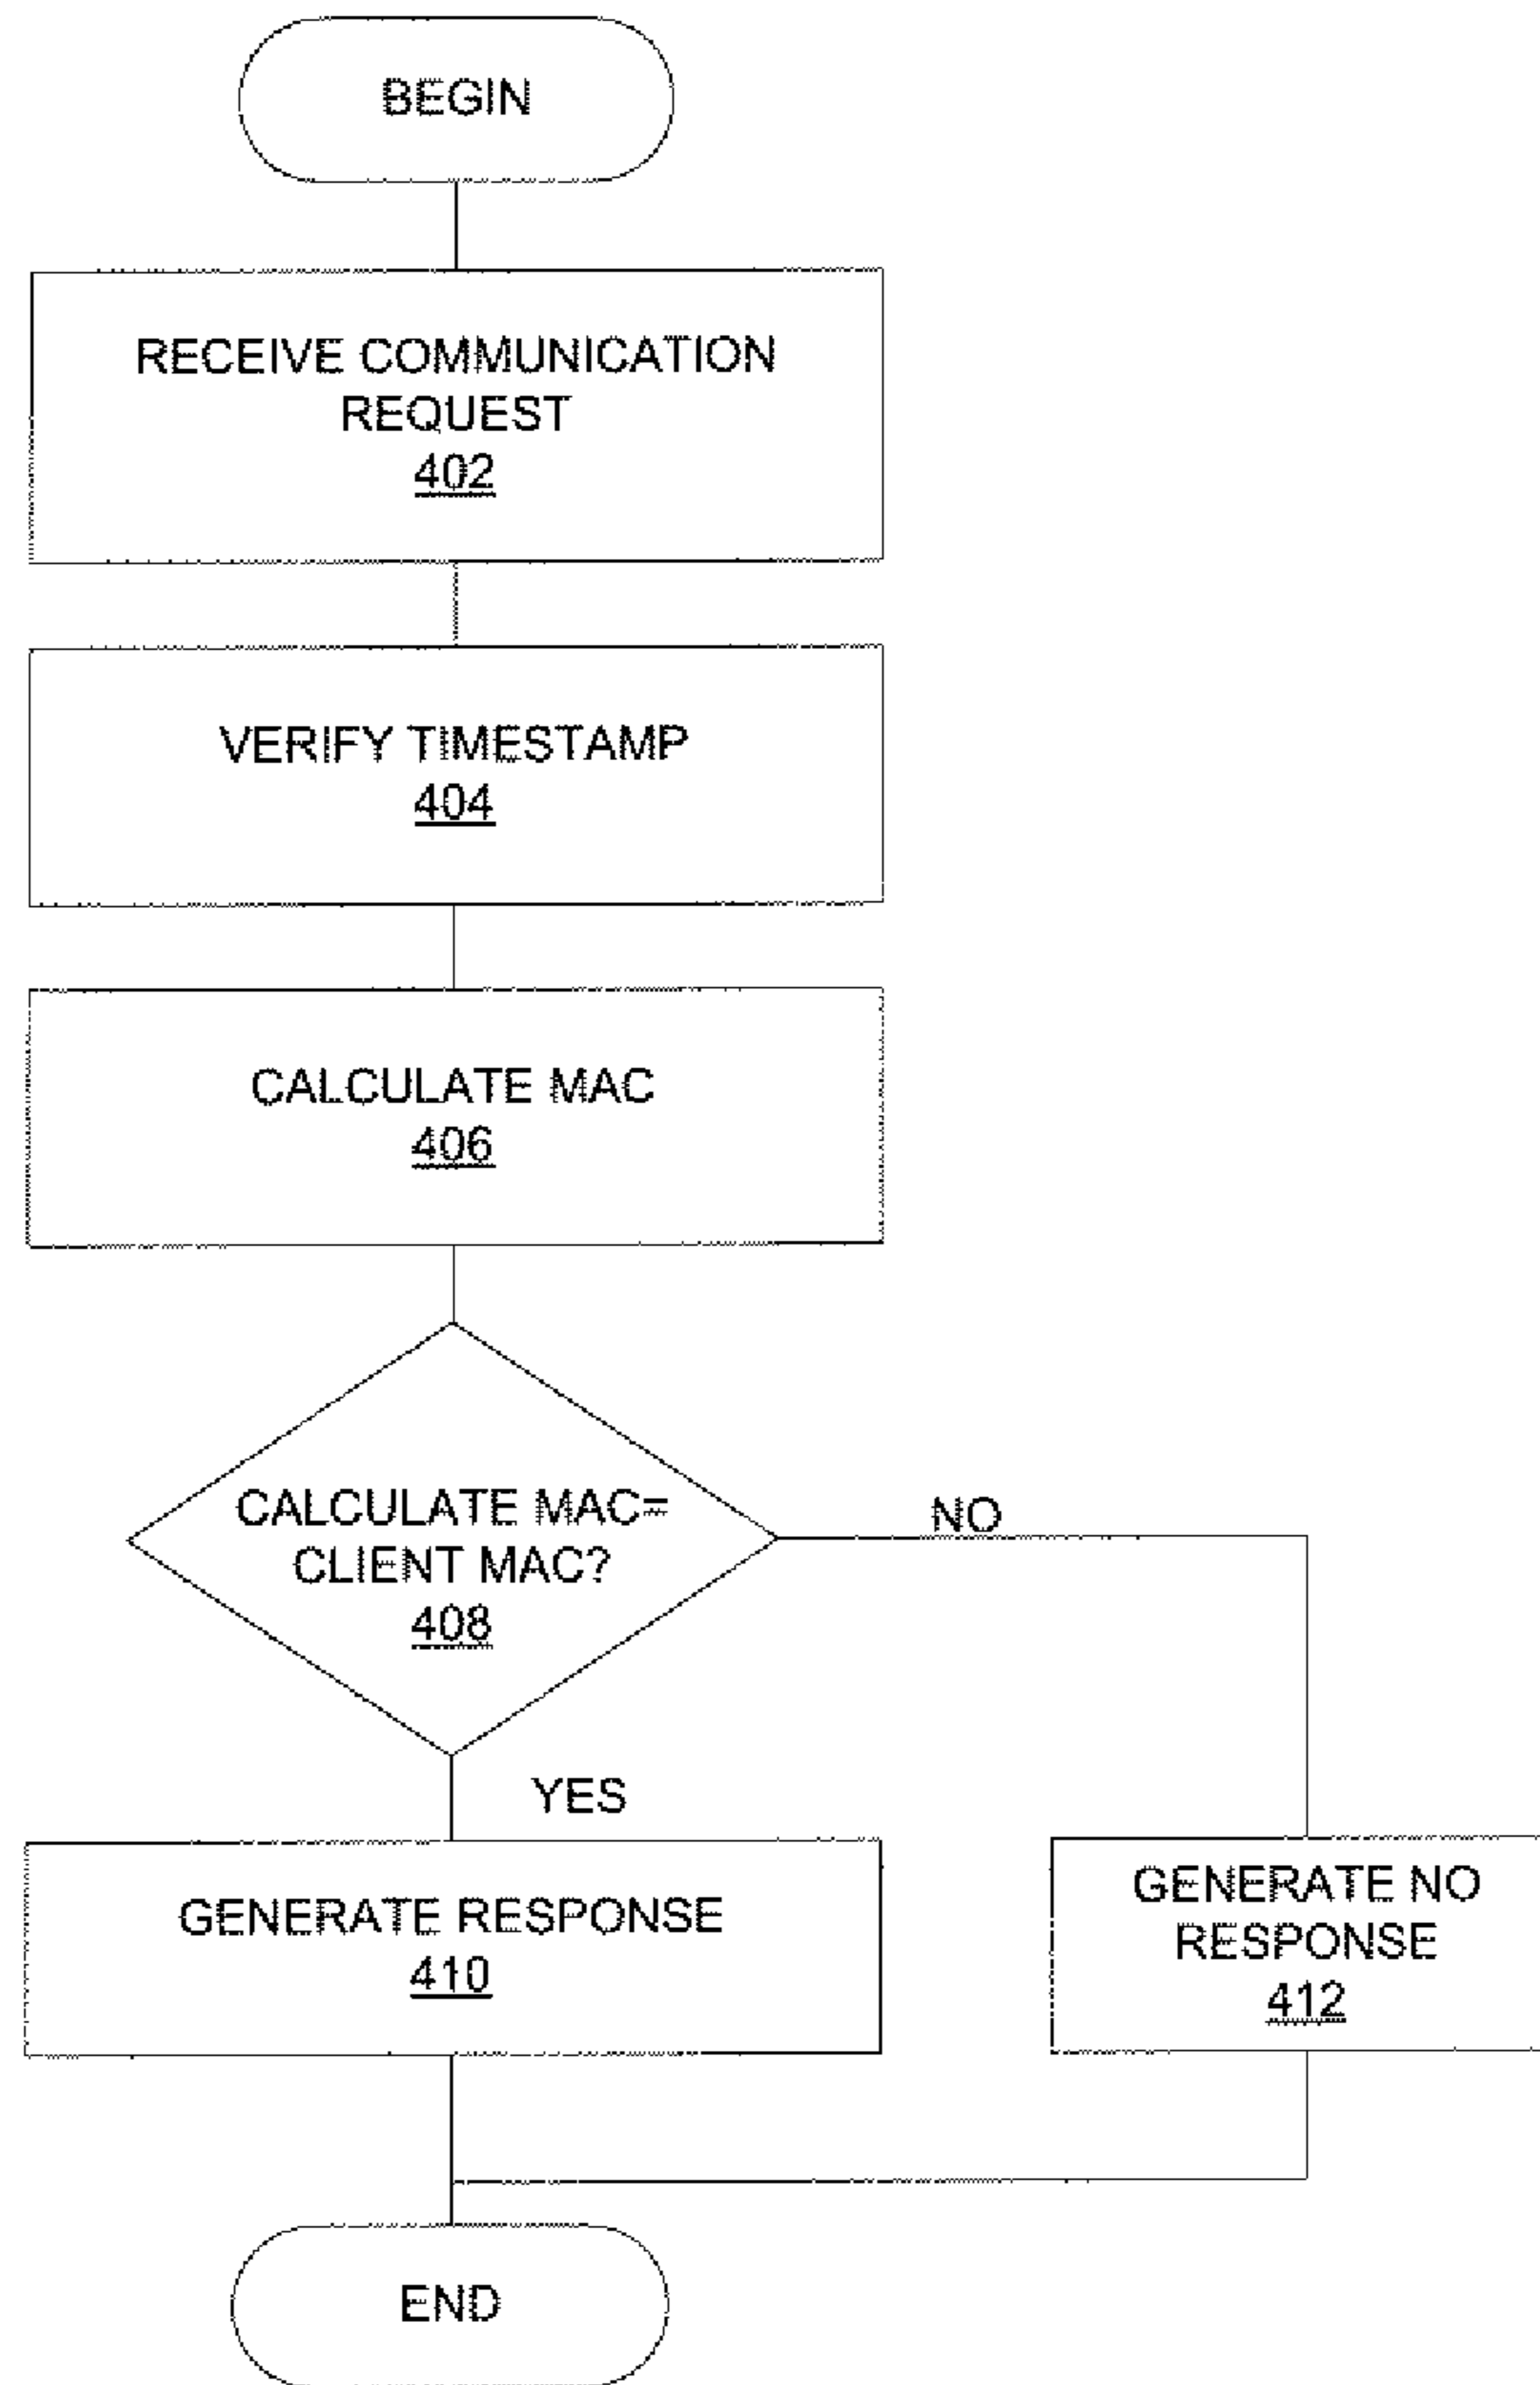 BEGIN
RECEIVE COMMUNICATION
REQUEST
402
VERIFY TIMESTAMP
404
CALCULATE MAC
406
CALCULATE MAC=
CLIENT MAC?
408
NO
YES
GENERATE RESPONSE
410
GENERATE NO
RESPONSE
412
END